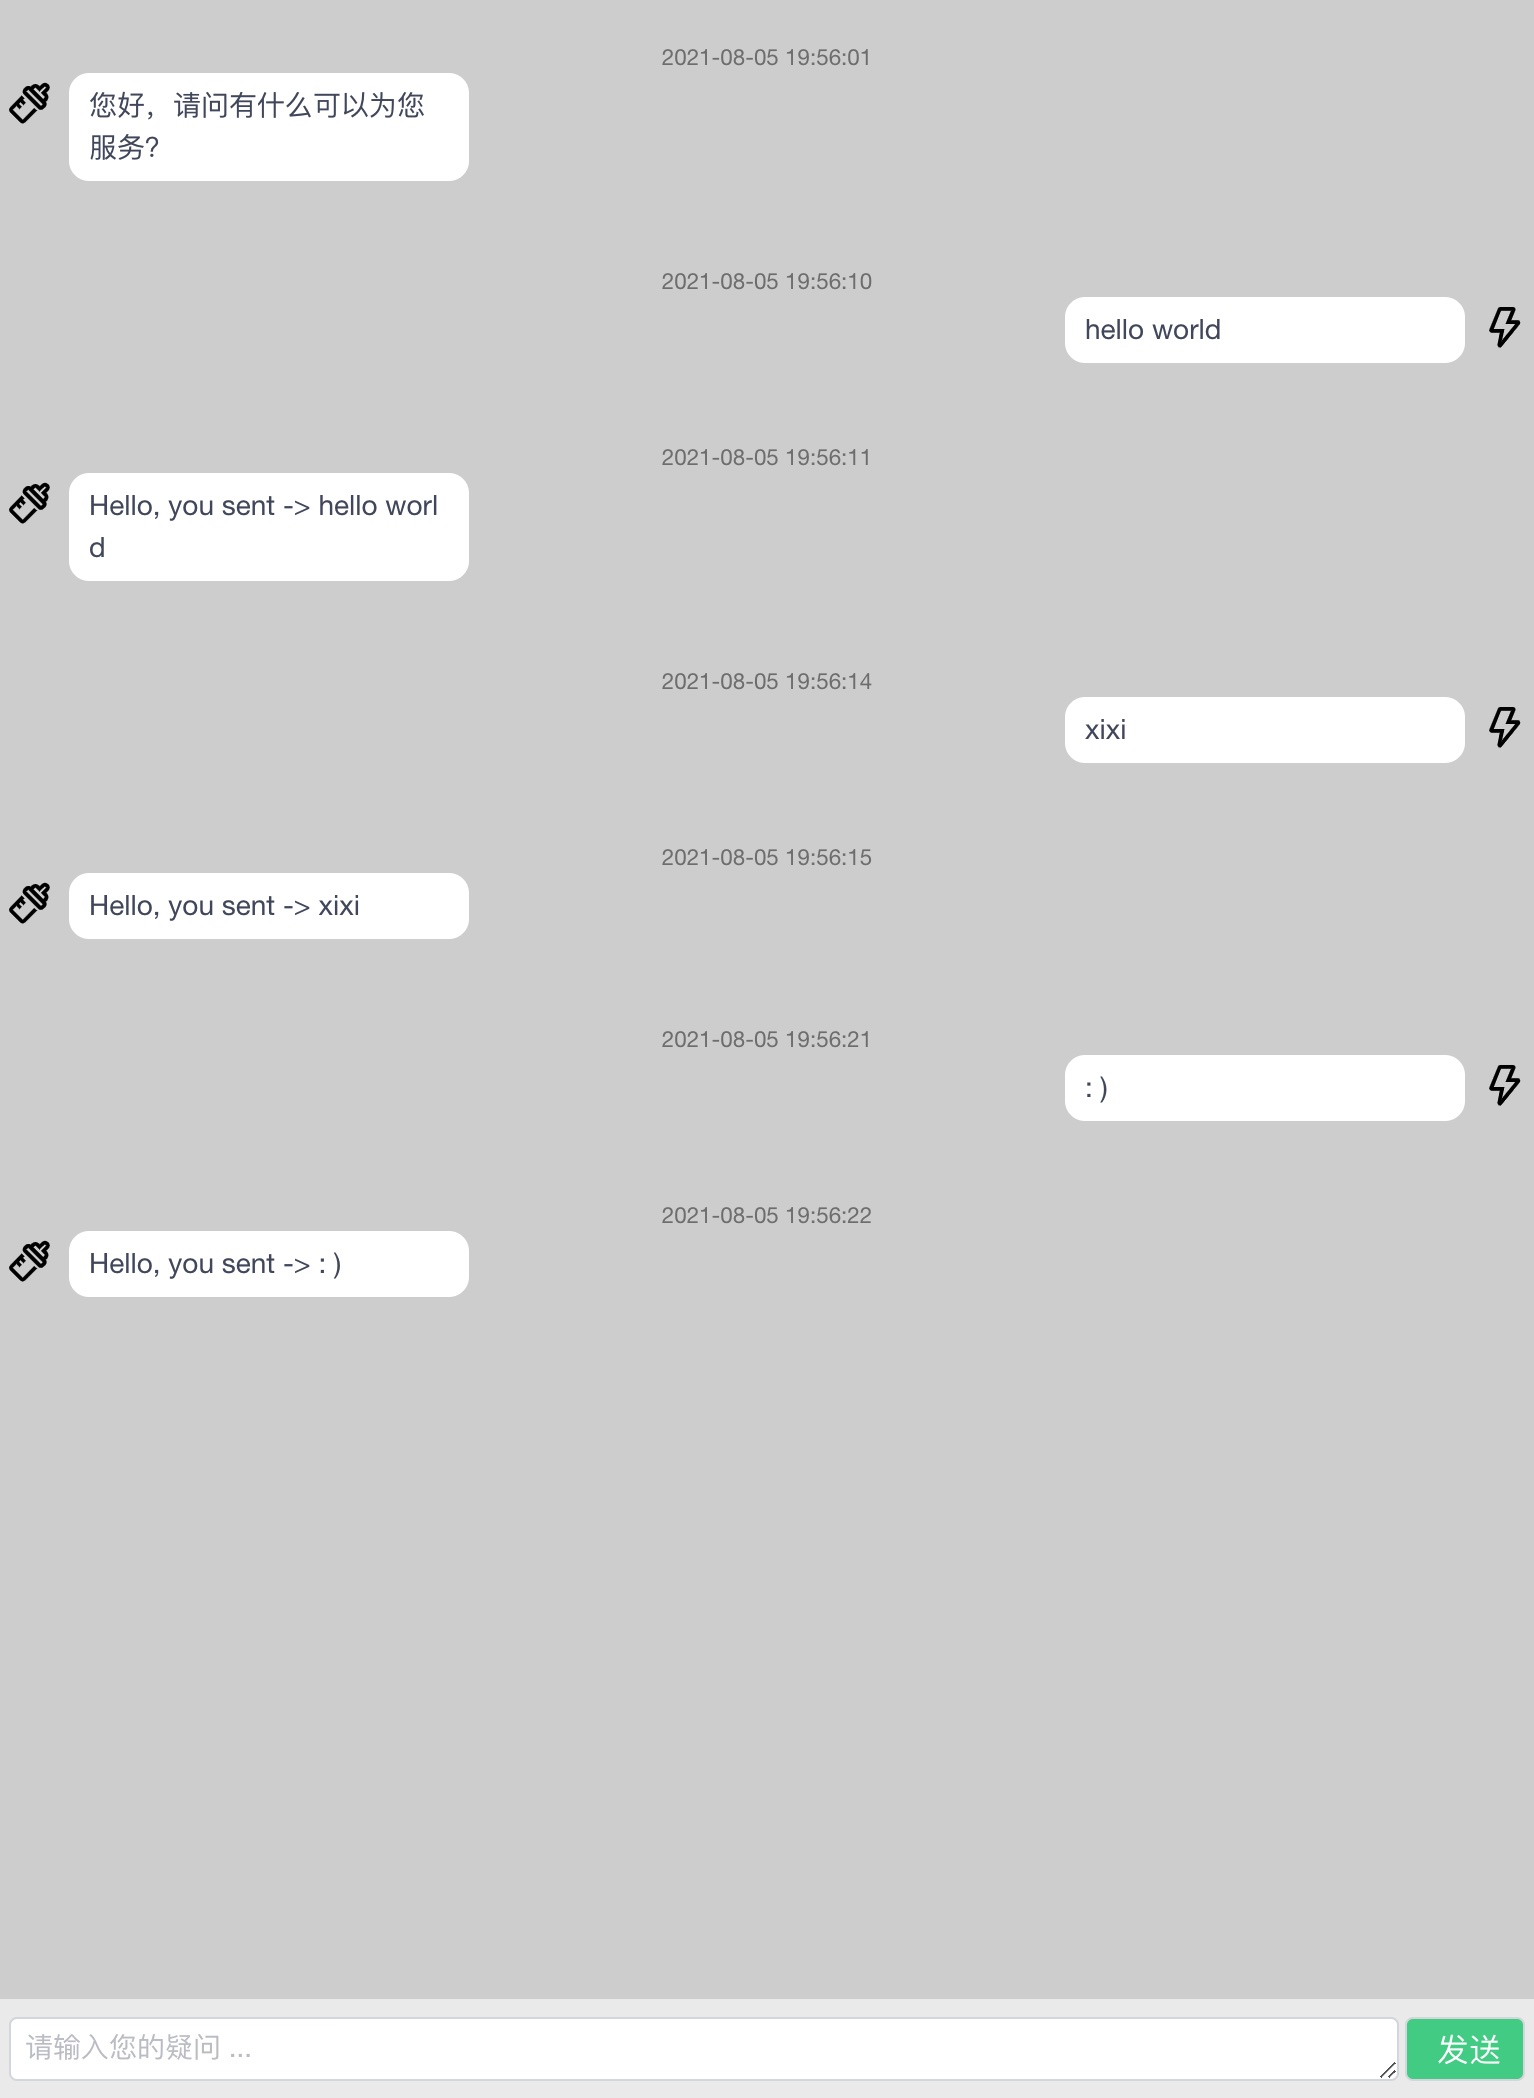 2021-08-05 19:56:01
您好，请问有什么可以为您
服务?
2021-08-05 19:56:10
hello world
2021-08-05 19:56:11
Hello, you sent -> hello worl
d
2021-08-05 19:56:14
xixi
2021-08-05 19:56:15
Hello, you sent -> xixi
2021-08-05 19:56:21
: )
2021-08-05 19:56:22
Hello, you sent -> : )
请输入您的疑问 ...
发送